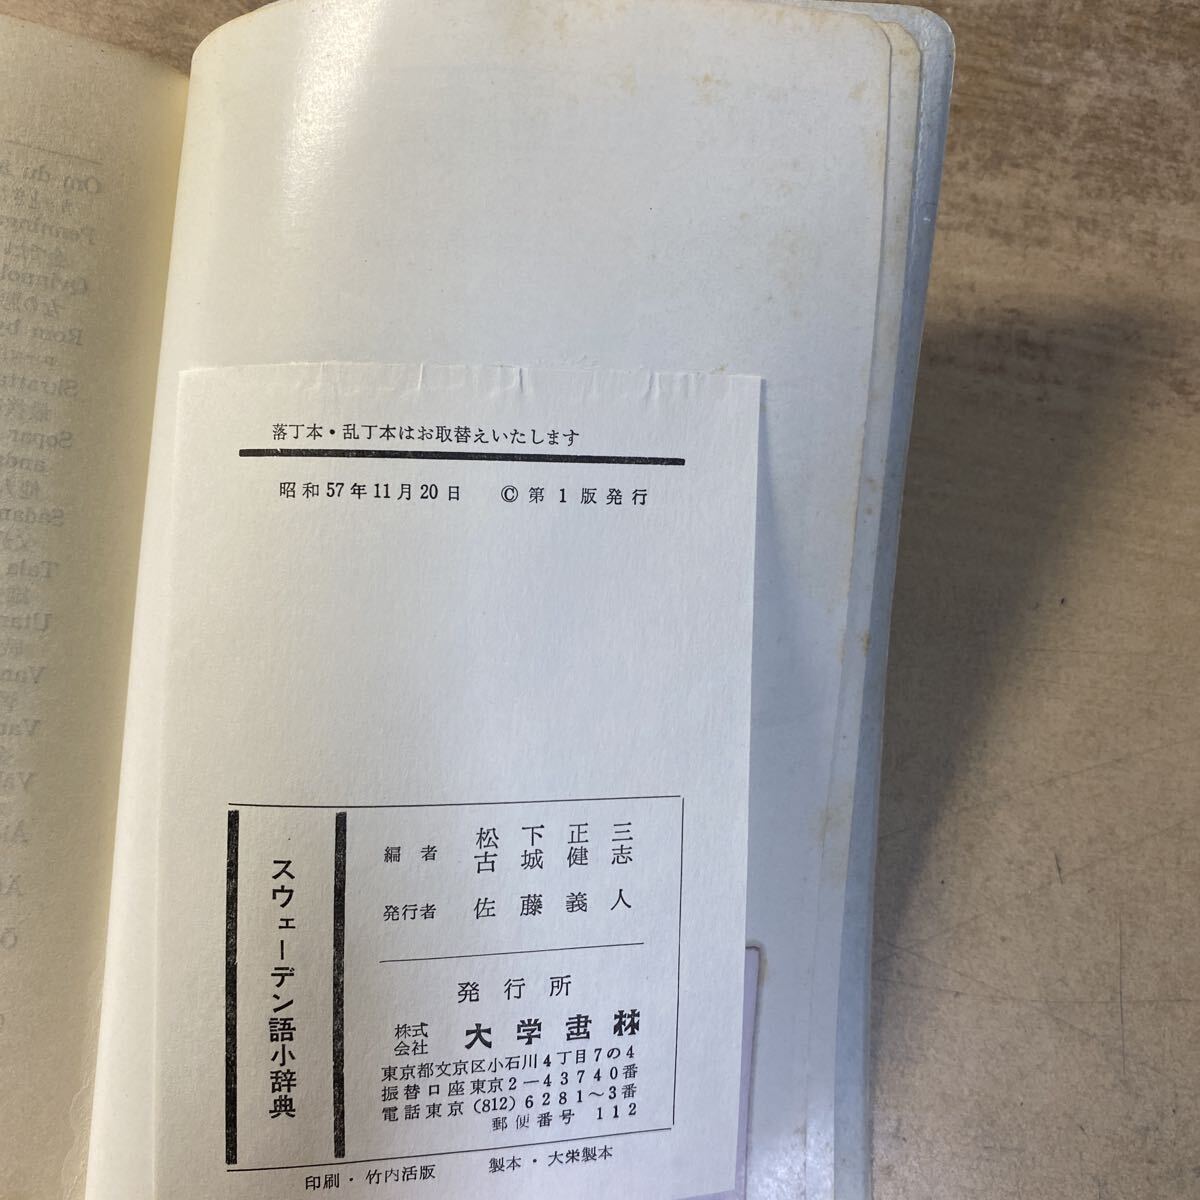 落丁本・乱丁本はお取替えいたします
昭和57年11月20日 ©第1版発行
スウェーデン語小辞典
編者 松下正三
古城健志
発行者 佐藤義人
発行所
株式会社 大学書林
東京都文京区小石川4丁目7の4
振替口座東京2-43740番
電話東京(812)6281~3番
郵便番号 112
印刷・竹内活版 製本・大栄製本